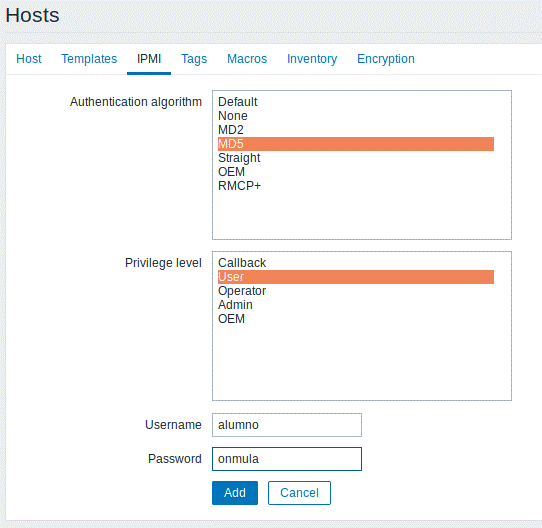 Hosts
Host Templates IPMI Tags Macros Inventory Encryption
Authentication algorithm
Default
None
MD2
MD5
Straight
OEM
RMCP+
Privilege level
Callback
User
Operator
Admin
OEM
Username alumno
Password onmula
Add Cancel